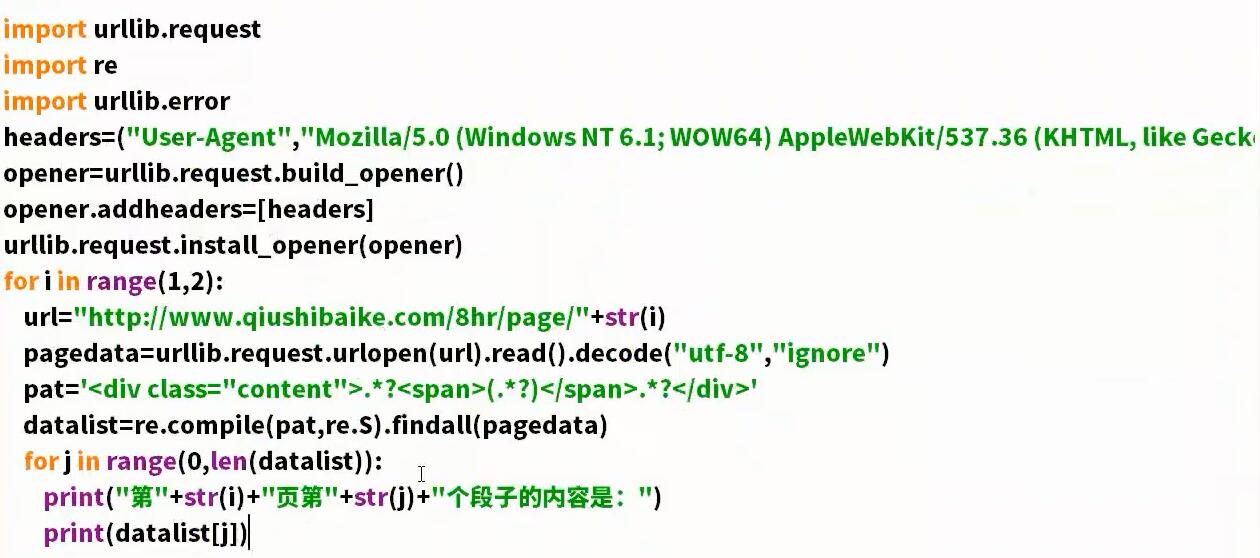 import urllib.request
import re
import urllib.error
headers=("User-Agent","Mozilla/5.0 (Windows NT 6.1; WOW64) AppleWebKit/537.36 (KHTML, like
opener=urllib.request.build_opener()
opener.addheaders=[headers]
urllib.request.install_opener(opener)
for i in range(1,2):
    url="http://www.qiushibaike.com/8hr/page/"+str(i)
    pagedata=urllib.request.urlopen(url).read().decode("utf-8","ignore")
    pat='<div class="content">.*?<span>(.*?)</span>.*?</div>'
    datalist=re.compile(pat,re.S).findall(pagedata)
    for j in range(0,len(datalist)):
        print("第"+str(i)+"页第"+str(j)+"个段子的内容是：")
        print(datalist[j])